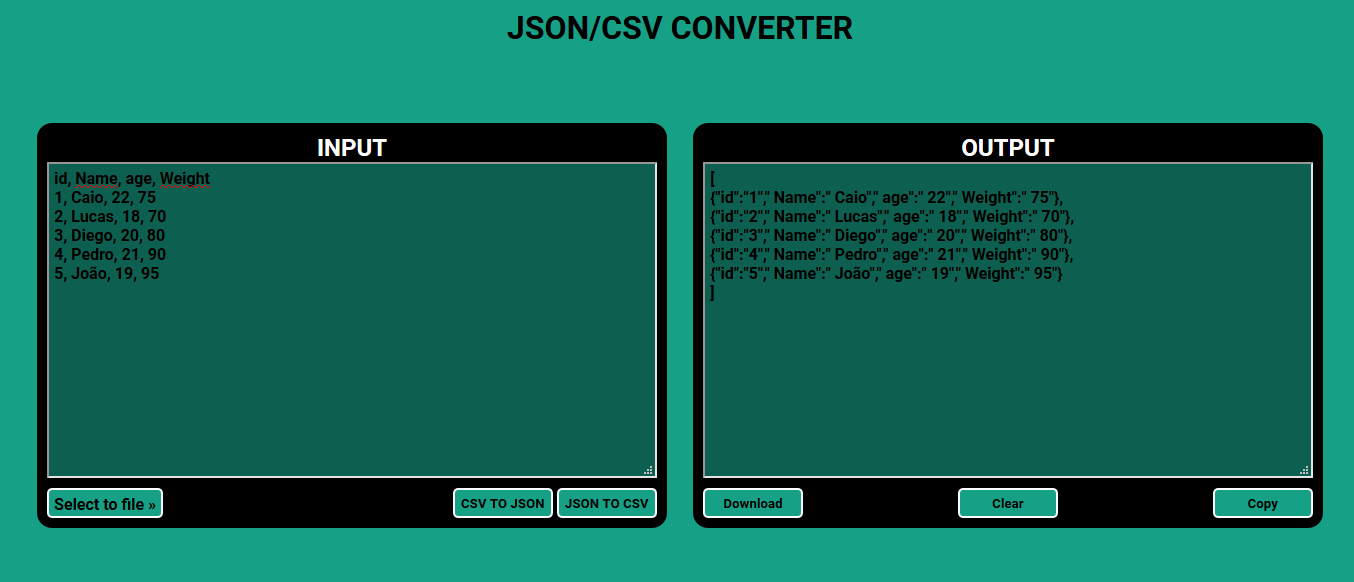 JSON/CSV CONVERTER
INPUT
id, Name, age, Weight
1, Caio, 22, 75
2, Lucas, 18, 70
3, Diego, 20, 80
4, Pedro, 21, 90
5, João, 19, 95
Select to file »
CSV TO JSON
JSON TO CSV
OUTPUT
[
{"id":"1"," Name":" Caio"," age":" 22"," Weight":" 75"},
{"id":"2"," Name":" Lucas"," age":" 18"," Weight":" 70"},
{"id":"3"," Name":" Diego"," age":" 20"," Weight":" 80"},
{"id":"4"," Name":" Pedro"," age":" 21"," Weight":" 90"},
{"id":"5"," Name":" João"," age":" 19"," Weight":" 95"}
]
Download
Clear
Copy